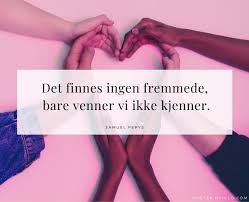 Det finnes ingen fremmede,
bare venner vi ikke kjenner.
SAMUEL PEPYS